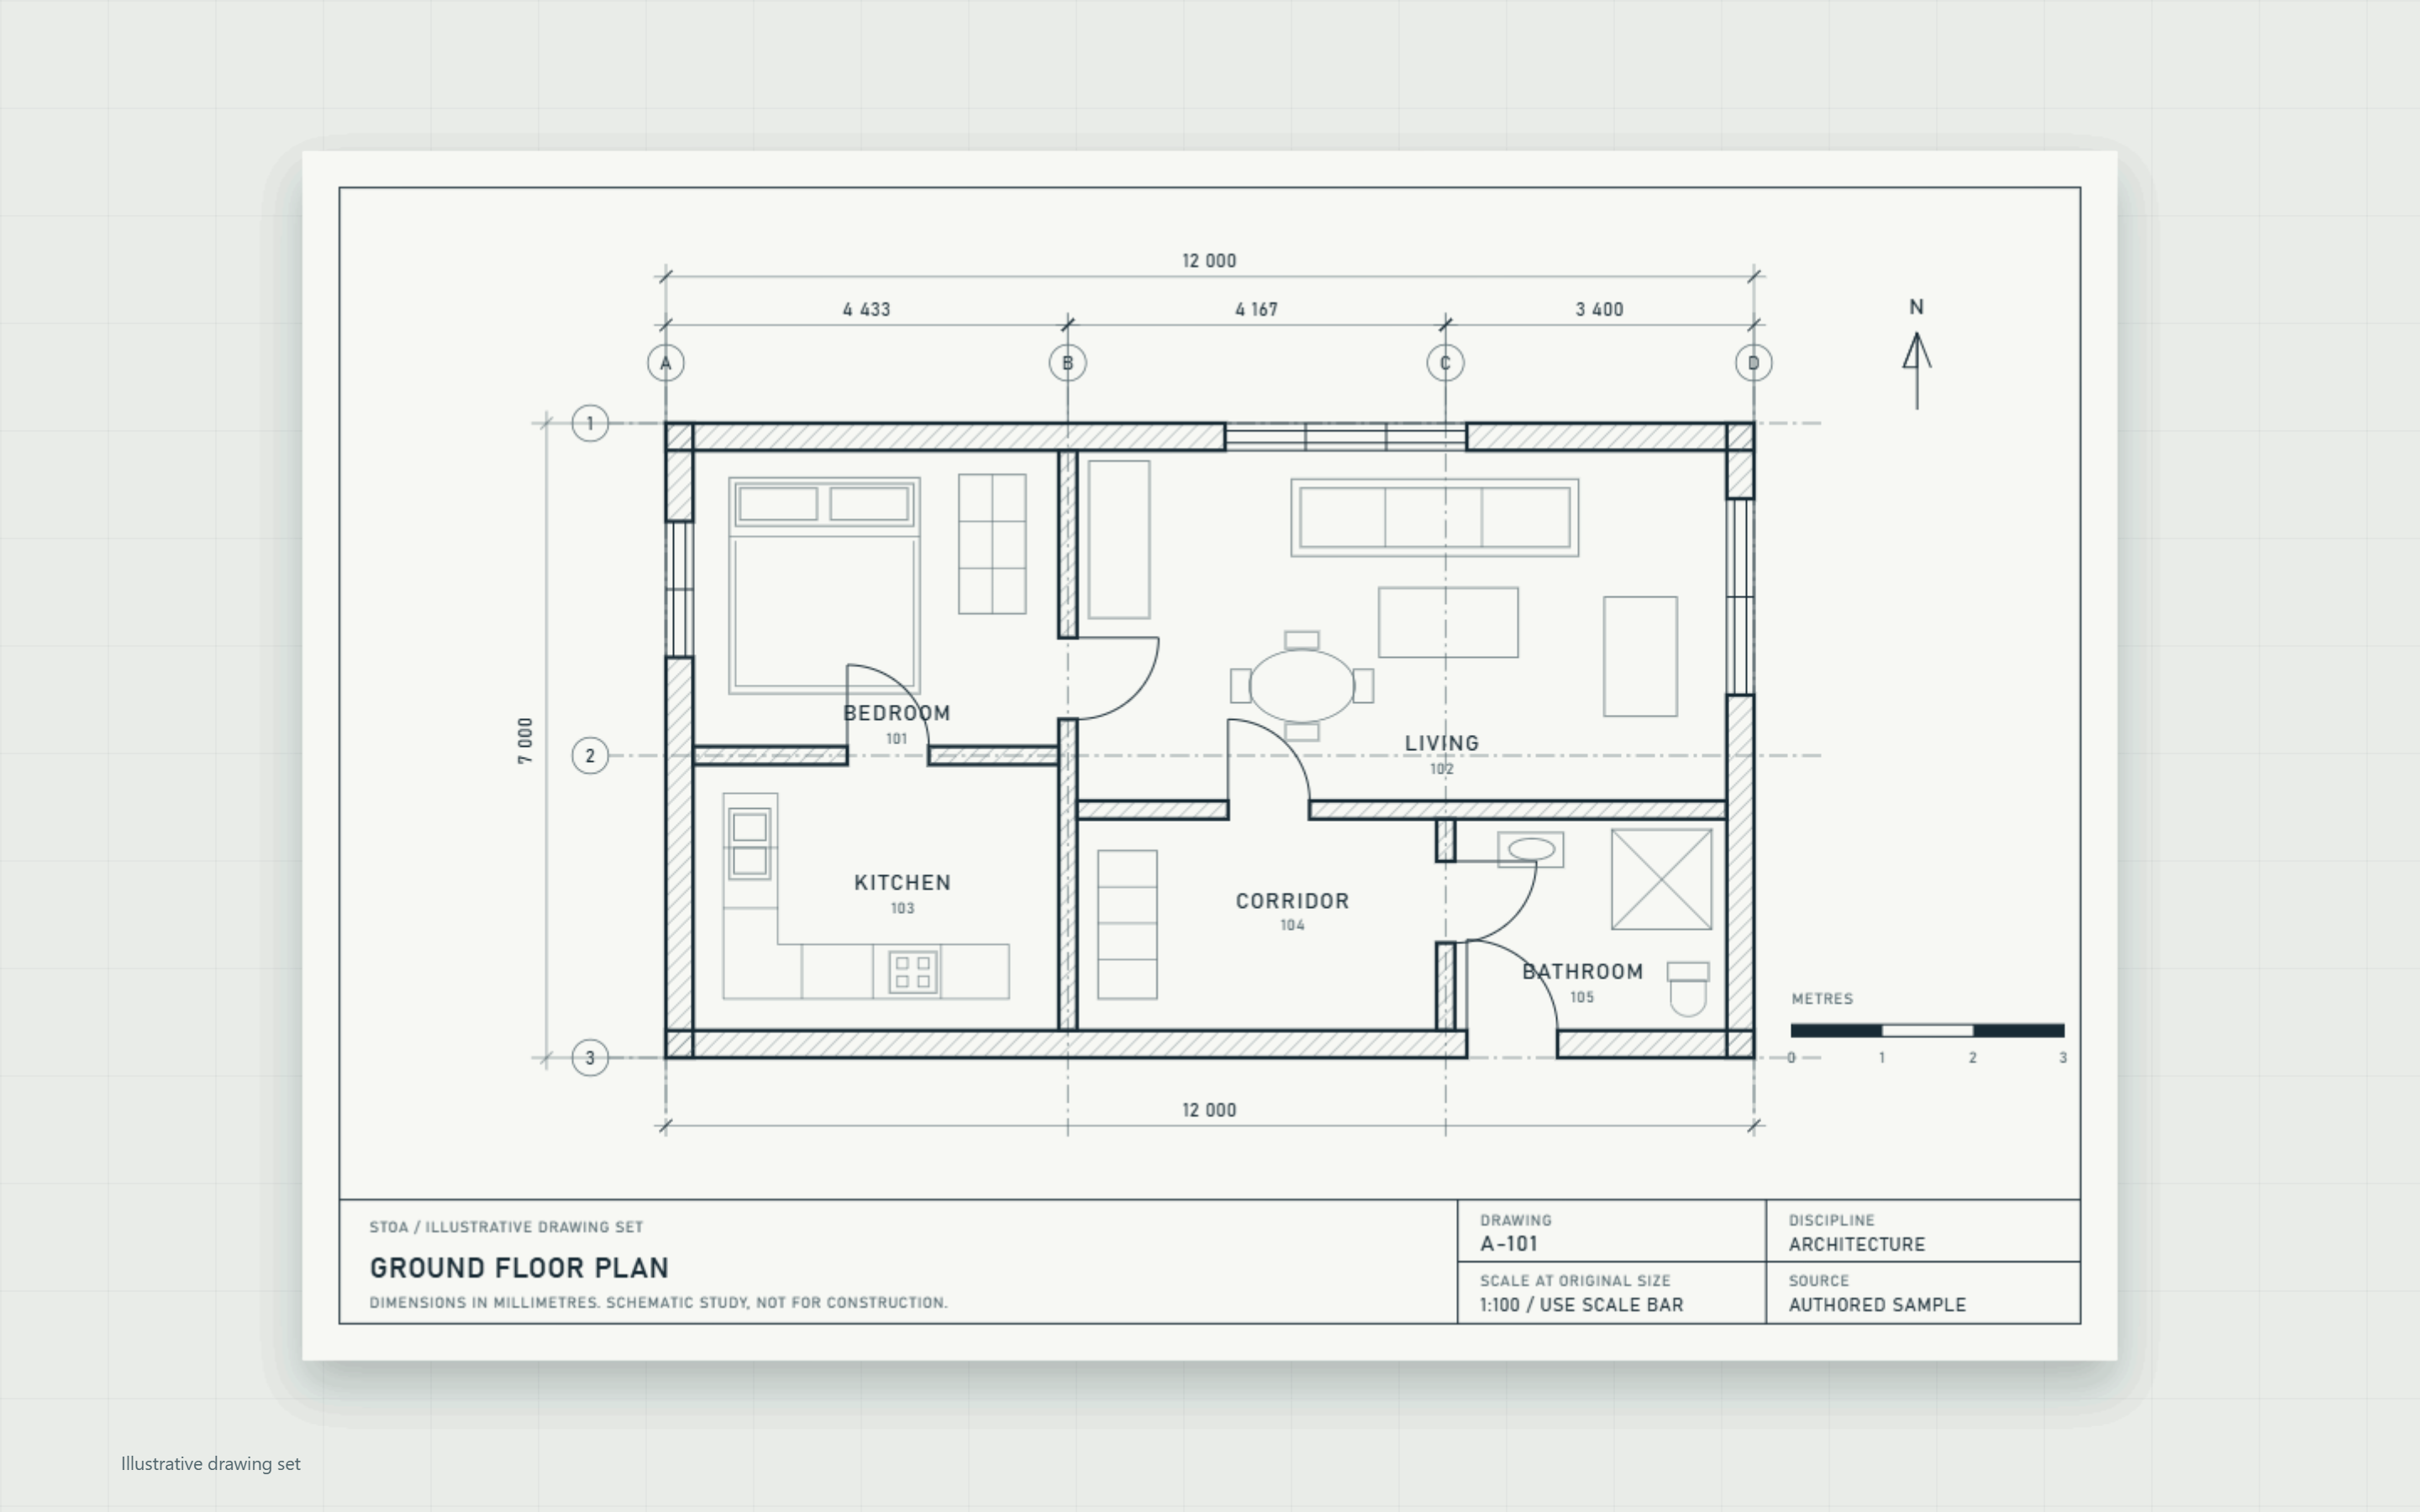 12 000
4 433
4 167
3 400
N
A
B
C
D
1
BEDROOM
101
7 000
2
LIVING
102
KITCHEN
103
CORRIDOR
104
BATHROOM
105
METRES
3
0 1 2 3
12 000
STOA / ILLUSTRATIVE DRAWING SET
GROUND FLOOR PLAN
DIMENSIONS IN MILLIMETRES. SCHEMATIC STUDY, NOT FOR CONSTRUCTION.
DRAWING
A-101
DISCIPLINE
ARCHITECTURE
SCALE AT ORIGINAL SIZE
1:100 / USE SCALE BAR
SOURCE
AUTHORED SAMPLE
Illustrative drawing set